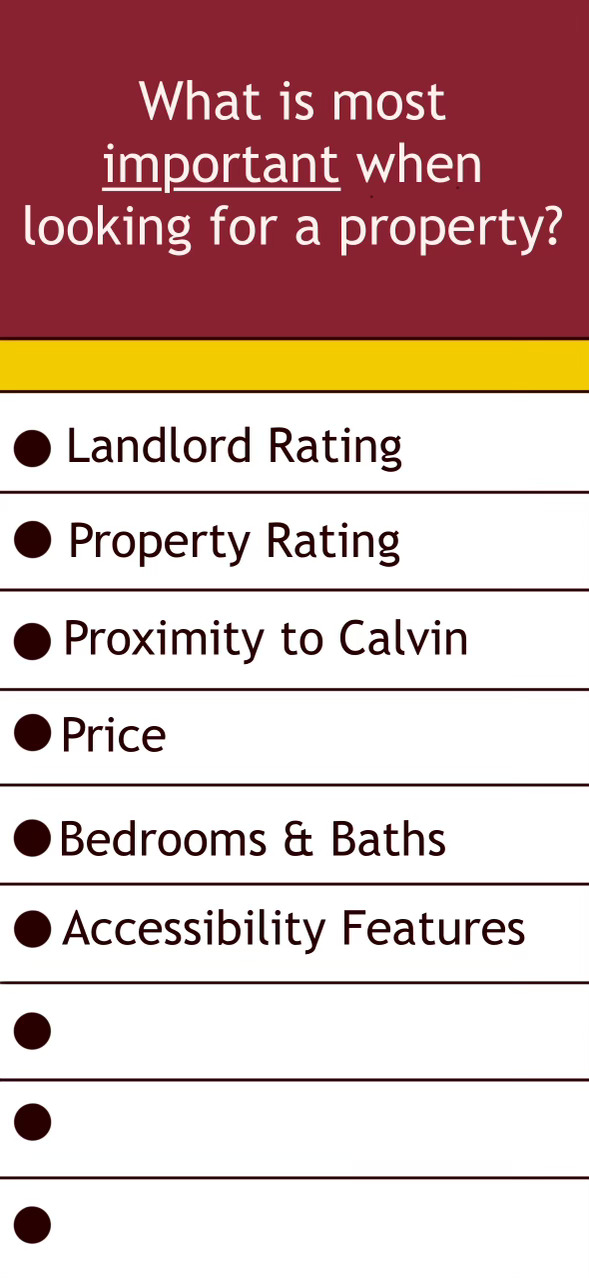 What is most
important when
looking for a property?
Landlord Rating
Property Rating
Proximity to Calvin
Price
Bedrooms & Baths
Accessibility Features